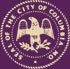 SEAL OF THE CITY OF COLUMBIA
MO.